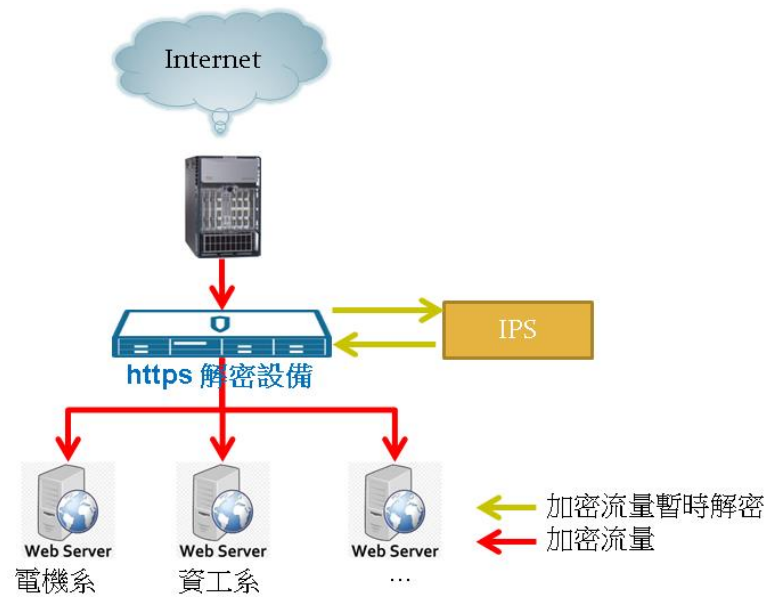 Internet
IPS
https 解密設備
Web Server
Web Server
Web Server
電機系
資工系
...
加密流量暫時解密
加密流量